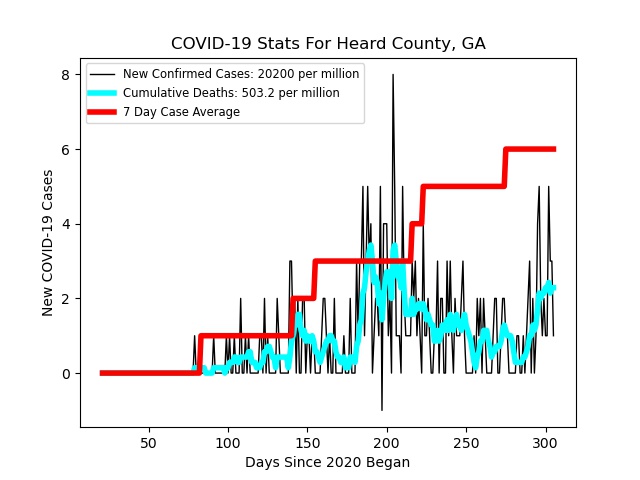 COVID-19 Stats For Heard County, GA
New Confirmed Cases: 20200 per million
Cumulative Deaths: 503.2 per million
7 Day Case Average
8
6
4
2
0
New COVID-19 Cases
50 100 150 200 250 300
Days Since 2020 Began